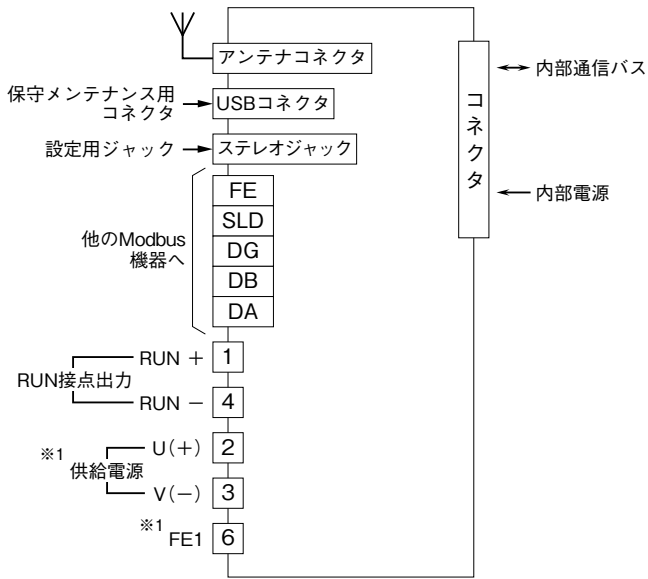 アンテナコネクタ
保守メンテナンス用
コネクタ
USBコネクタ
設定用ジャック
ステレオジャック
コネクタ
内部通信バス
内部電源
他のModbus
機器へ
FE
SLD
DG
DB
DA
RUN接点出力
RUN +
1
RUN −
4
※1
供給電源
U(+)
2
V(−)
3
※1
FE1
6